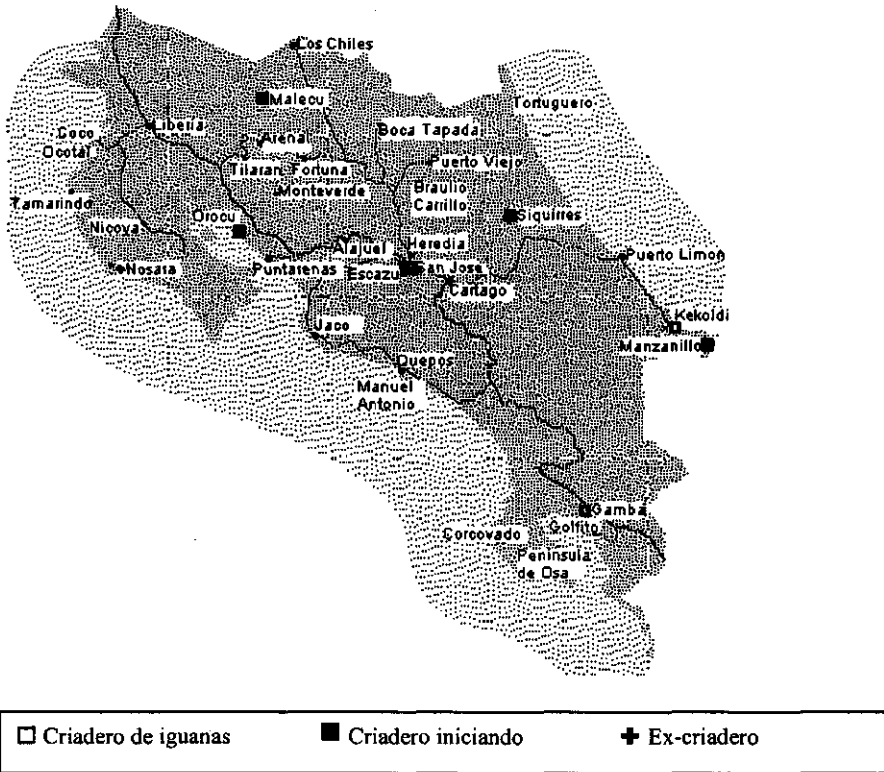 Los Chiles
Malecu
Tortuguero
Coco
Ocotal
Liberia
Arenal
Boca Tapada
Tilaran Fortuna
Puerto Viejo
Monteverde
Braulio
Carrillo
Tamarindo
Orocu
Siquirres
Nicoya
Alajuel
Heredia
Nosara
Puntarenas
Escazu
San Jose
Puerto Limon
Cartago
Kekoldi
Jaco
Manzanillo
Quepos
Manuel
Antonio
Gamba
Golfito
Corcovado
Peninsula
de Osa
Criadero de iguanas
Criadero iniciando
Ex-criadero